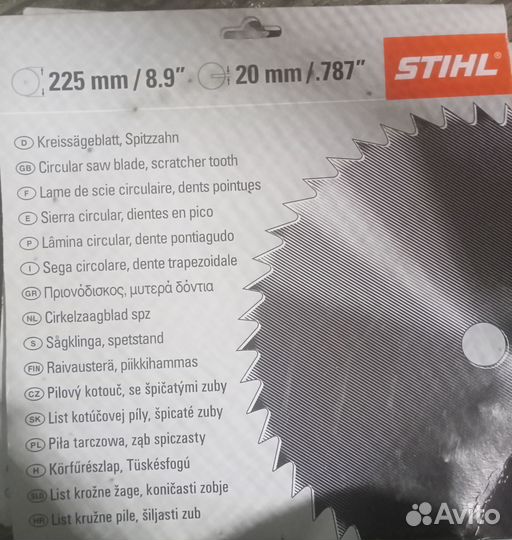 225 mm / 8.9" 20 mm /.787"
STIHL®
D Kreissägeblatt, Spitzzahn
GB Circular saw blade, scratcher tooth
F Lame de scie circulaire, dents pointues
E Sierra circular, dientes en pico
P Lâmina circular, dente pontiagudo
I Sega circolare, dente trapezoidale
GR Πριονόδισκος, μυτερά δόντια
NL Cirkelzaagblad spz
S Sågklinga, spetstand
FIN Raivausterä, piikkihammas
CZ Pilový kotouč, se špičatými zuby
SK List kotúčovej píly, špicaté zuby
PL Piła tarczowa, ząb spiczasty
H Körfűrészlap, Tüskésfogú
SLO List krožne žage, koničasti zobje
HR List kružne pile, šiljasti zub
Avito